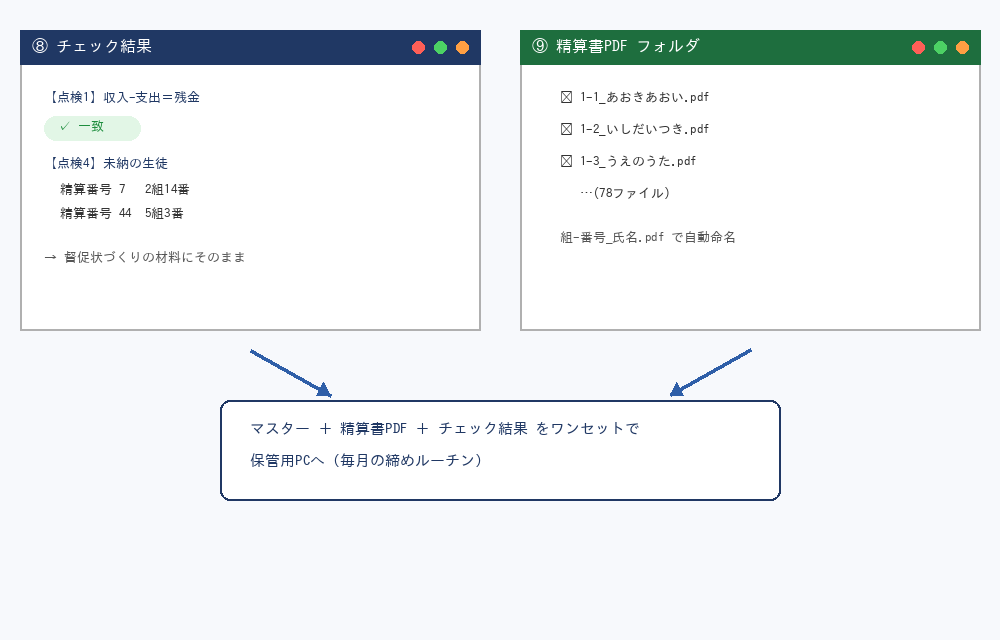 ⑧ チェック結果
【点検1】収入-支出=残金
✓ 一致
【点検4】未納の生徒
精算番号 7 2組14番
精算番号 44 5組3番
→ 督促状づくりの材料にそのまま
⑨ 精算書PDF フォルダ
1-1_あおきあおい.pdf
1-2_いしだいつき.pdf
1-3_うえのうた.pdf
…(78ファイル)
組-番号_氏名.pdf で自動命名
マスター + 精算書PDF + チェック結果 をワンセットで
保管用PCへ (毎月の締めルーチン)